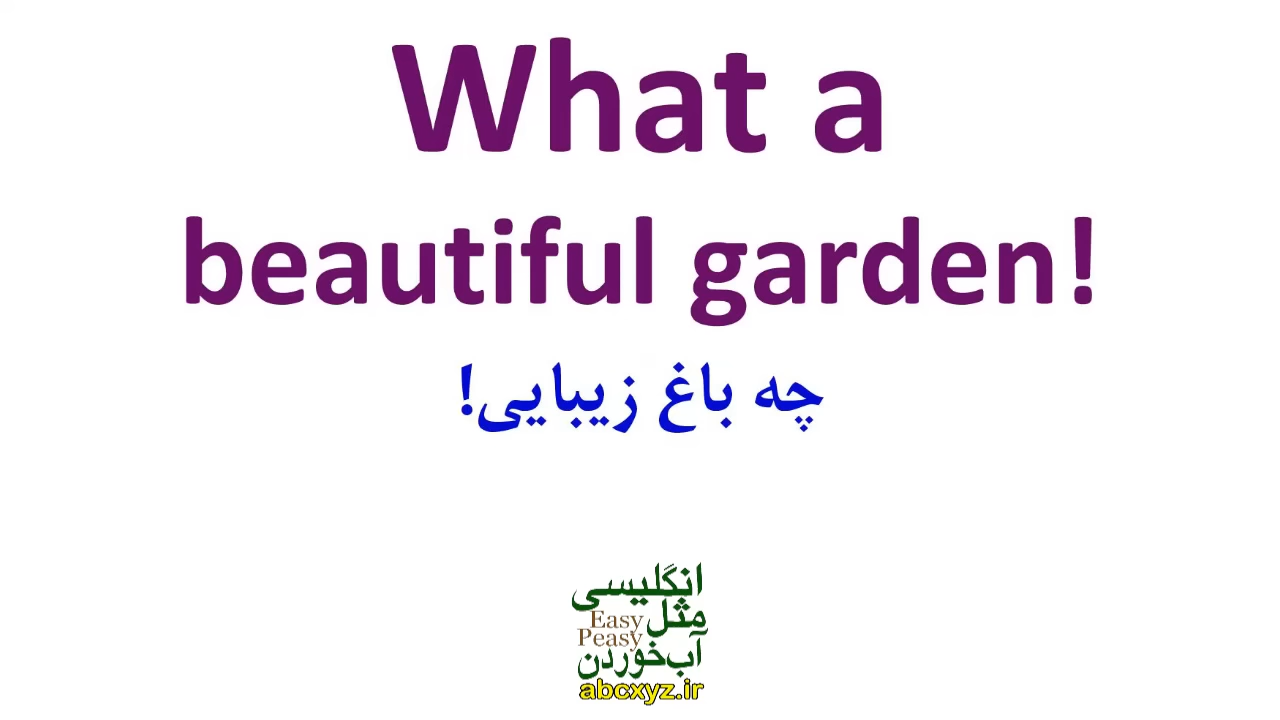 What a
beautiful garden!
چه باغ زیبایی!
انگلیسی
مثل Easy
Peasy
آب‌خوردن
abcxyz.ir